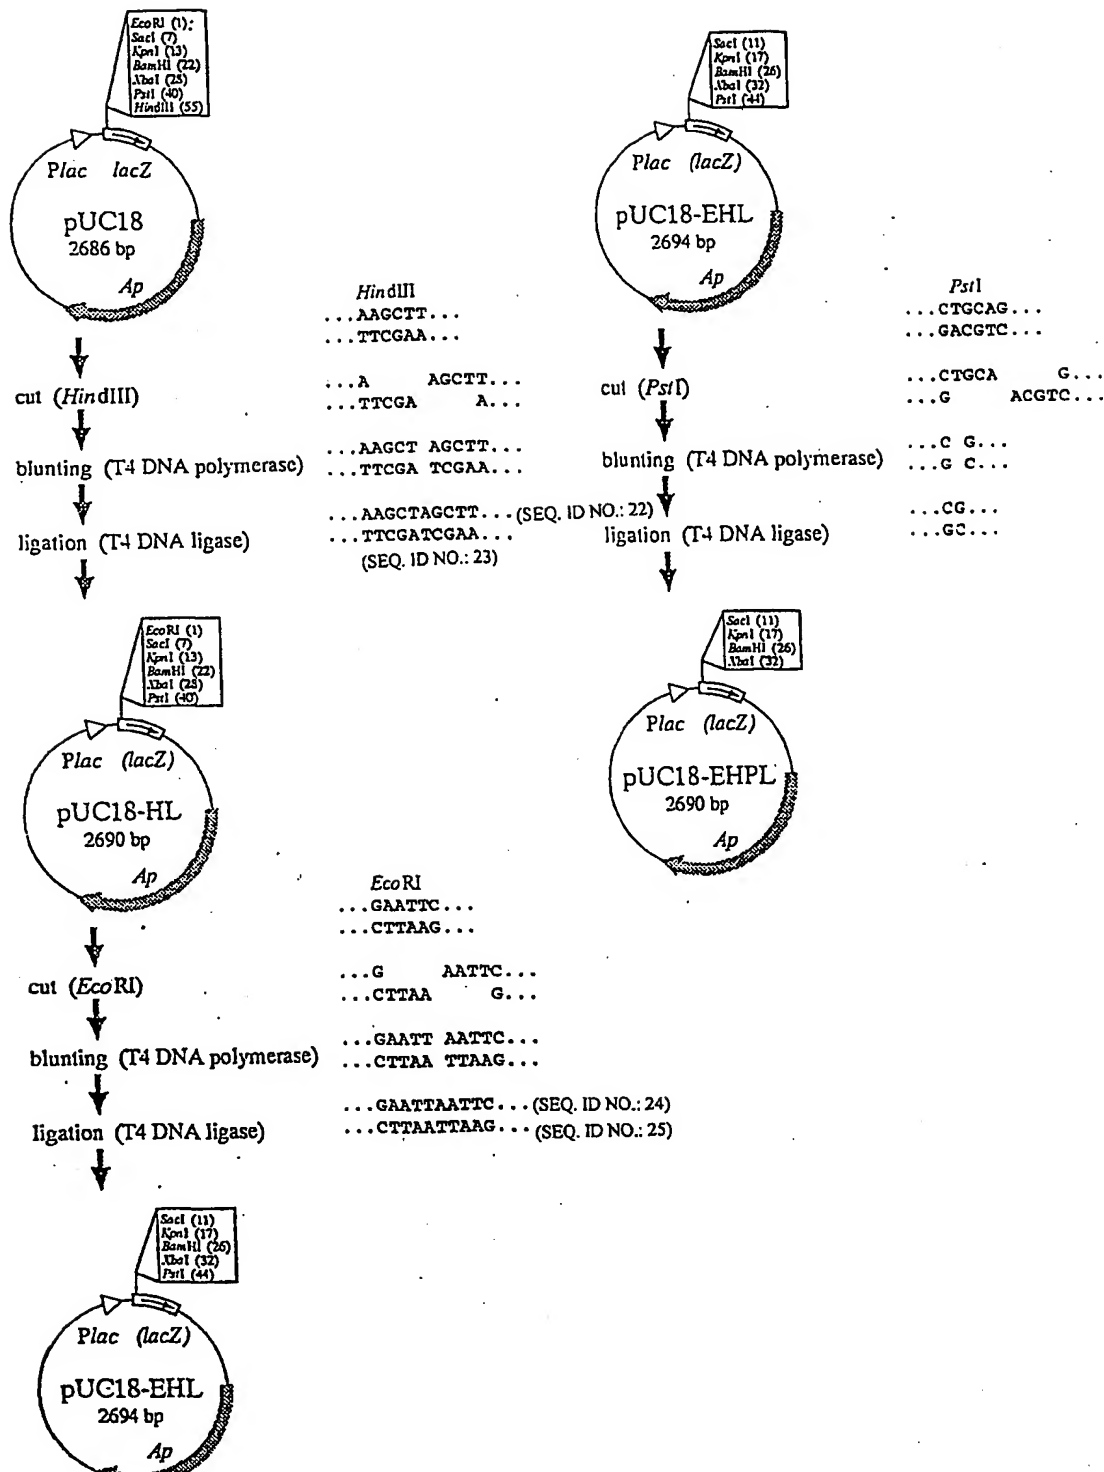 EcoRI (1);
SacI (7)
KpnI (13)
BamHI (22)
XbaI (28)
PstI (40)
HindIII (55)
Plac lacZ
pUC18
2686 bp
Ap
HindIII
...AAGCTT...
...TTCGAA...
cut (HindIII)
...A AGCTT...
...TTCGA A...
blunting (T4 DNA polymerase)
...AAGCT AGCTT...
...TTCGA TCGAA...
ligation (T4 DNA ligase)
...AAGCTAGCTT...(SEQ. ID NO.: 22)
...TTCGATCGAA...
(SEQ. ID NO.: 23)
EcoRI (1)
SacI (7)
KpnI (13)
BamHI (22)
XbaI (28)
PstI (40)
Plac (lacZ)
pUC18-HL
2690 bp
Ap
EcoRI
...GAATTC...
...CTTAAG...
cut (EcoRI)
...G AATTC...
...CTTAA G...
blunting (T4 DNA polymerase)
...GAATT AATTC...
...CTTAA TTAAG...
ligation (T4 DNA ligase)
...GAATTAATTC...(SEQ. ID NO.: 24)
...CTTAATTAAG...(SEQ. ID NO.: 25)
SacI (11)
KpnI (17)
BamHI (26)
XbaI (32)
PstI (44)
Plac (lacZ)
pUC18-EHL
2694 bp
Ap
SacI (11)
KpnI (17)
BamHI (26)
XbaI (32)
PstI (44)
Plac (lacZ)
pUC18-EHL
2694 bp
Ap
PstI
...CTGCAG...
...GACGTC...
cut (PstI)
...CTGCA G...
...G ACGTC...
blunting (T4 DNA polymerase)
...C G...
...G C...
ligation (T4 DNA ligase)
...CG...
...GC...
SacI (11)
KpnI (17)
BamHI (26)
XbaI (32)
Plac (lacZ)
pUC18-EHPL
2690 bp
Ap